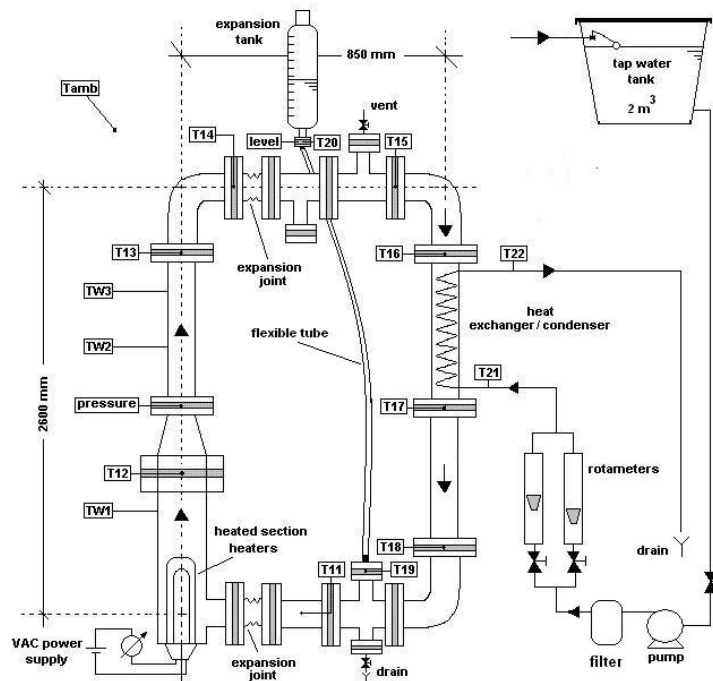 expansion
tank
850 mm
tap water
tank
2 m³
Tamb
vent
T14
level
T20
T15
T13
expansion
joint
T16
T22
TW3
heat
exchanger / condenser
flexible tube
TW2
T21
pressure
T17
2600 mm
rotameters
T12
TW1
heated section
heaters
T18
drain
T11
T19
VAC power
supply
expansion
joint
drain
filter
pump